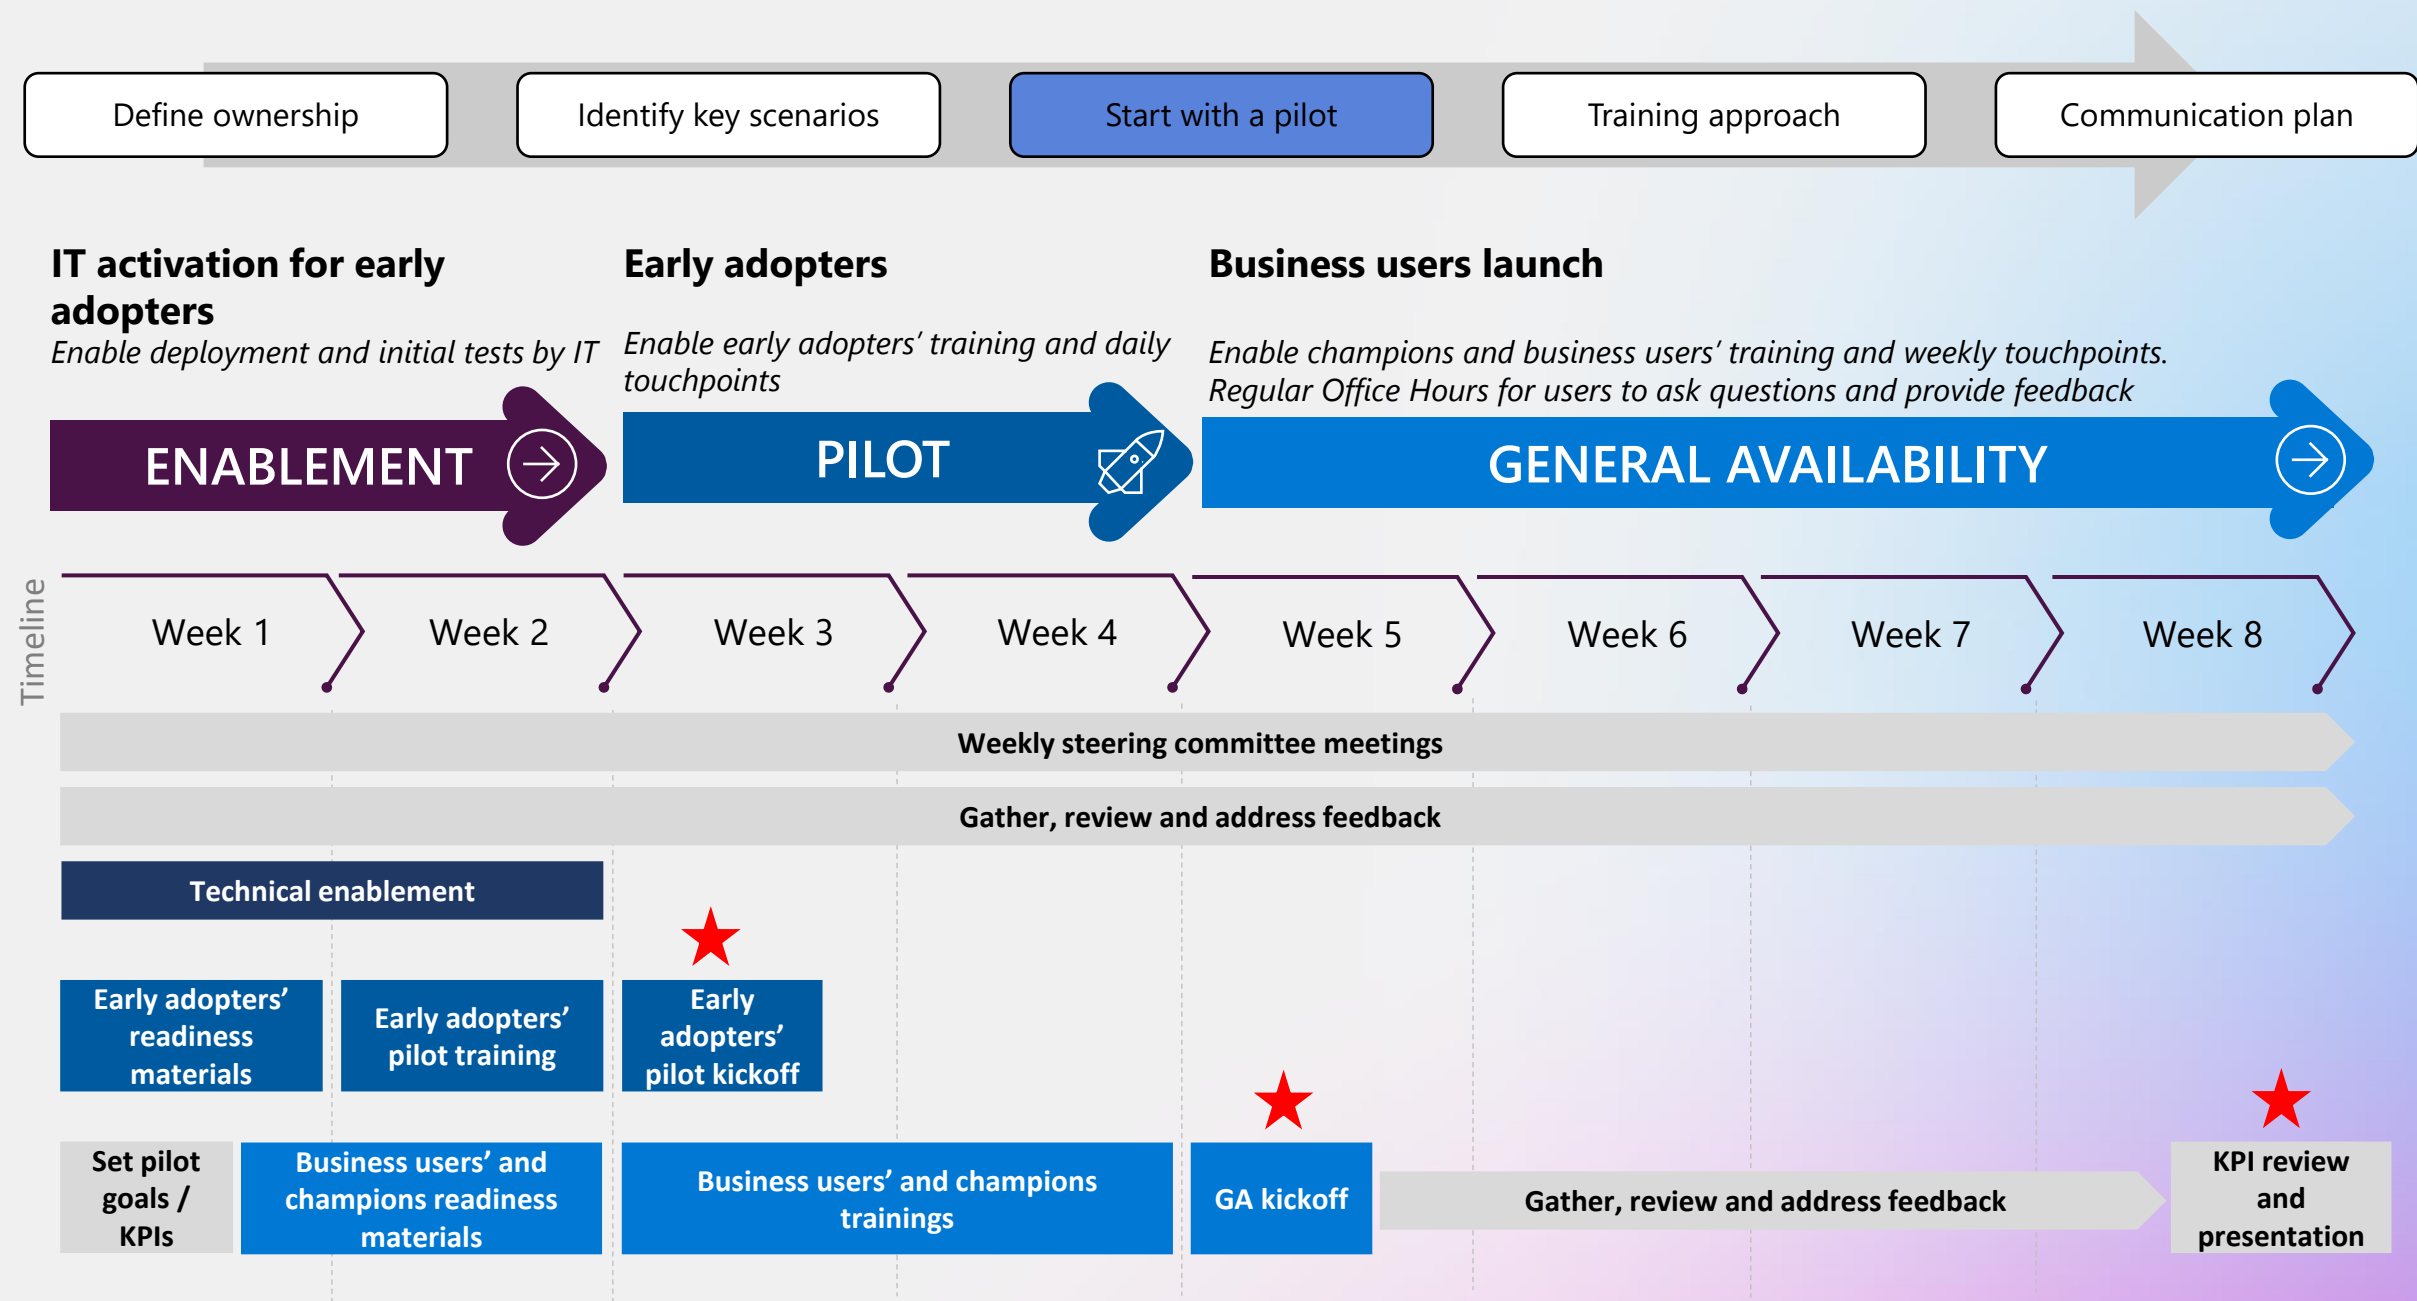 Define ownership
Identify key scenarios
Start with a pilot
Training approach
Communication plan
IT activation for early
adopters
Enable deployment and initial tests by IT
Early adopters
Enable early adopters’ training and daily
touchpoints
Business users launch
Enable champions and business users’ training and weekly touchpoints.
Regular Office Hours for users to ask questions and provide feedback
ENABLEMENT
PILOT
GENERAL AVAILABILITY
Timeline
Week 1
Week 2
Week 3
Week 4
Week 5
Week 6
Week 7
Week 8
Weekly steering committee meetings
Gather, review and address feedback
Technical enablement
Early adopters’
readiness
materials
Early adopters’
pilot training
Early
adopters’
pilot kickoff
Set pilot
goals /
KPIs
Business users’ and
champions readiness
materials
Business users’ and champions
trainings
GA kickoff
Gather, review and address feedback
KPI review
and
presentation